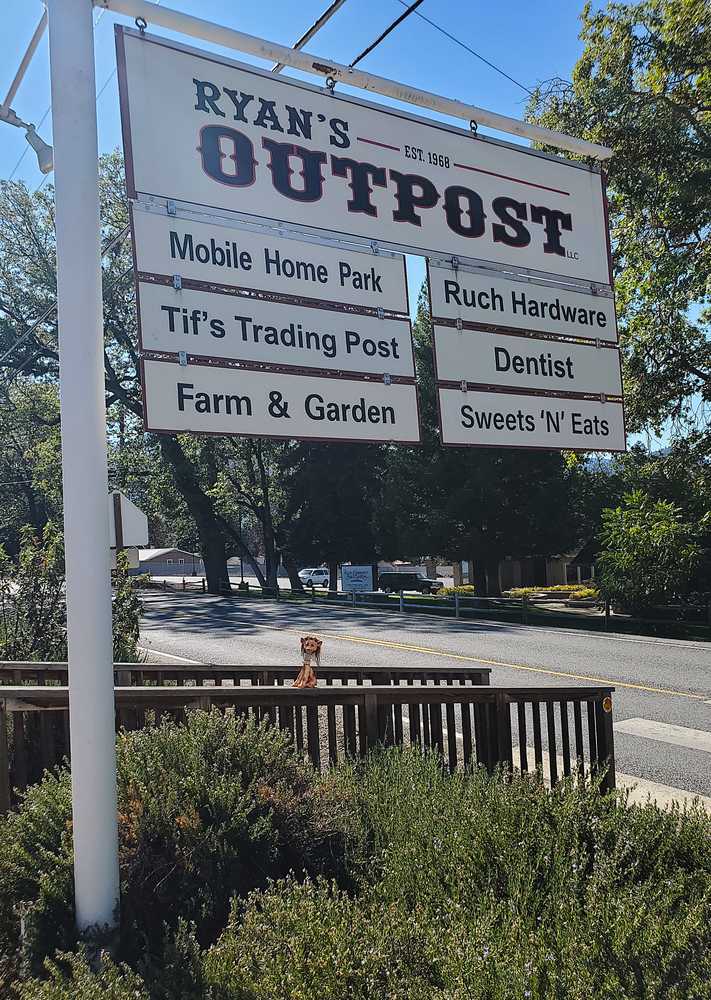 RYAN'S
EST. 1968
OUTPOST
LLC
Mobile Home Park
Tif's Trading Post
Farm & Garden
Ruch Hardware
Dentist
Sweets 'N' Eats